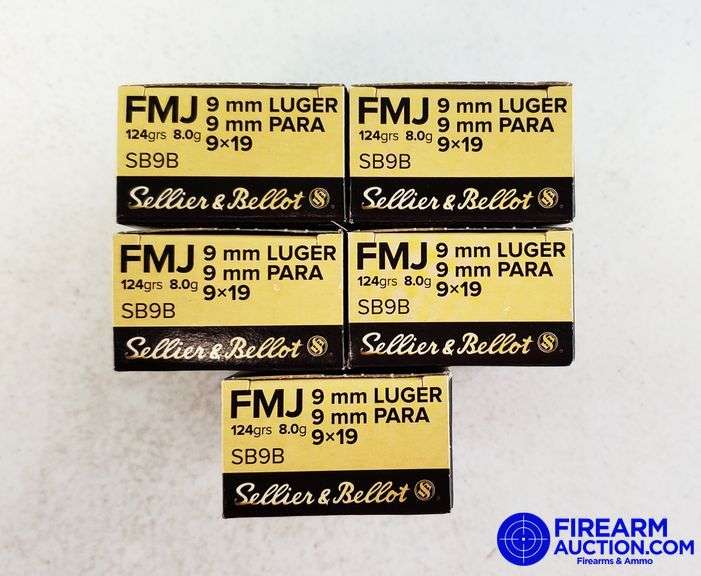 FMJ 9 mm LUGER
9 mm PARA
124grs 8.0g 9×19
SB9B
Sellier & Bellot S
FMJ 9 mm LUGER
9 mm PARA
124grs 8.0g 9×19
SB9B
Sellier & Bellot S
FMJ 9 mm LUGER
9 mm PARA
124grs 8.0g 9×19
SB9B
Sellier & Bellot S
FMJ 9 mm LUGER
9 mm PARA
124grs 8.0g 9×19
SB9B
Sellier & Bellot S
FMJ 9 mm LUGER
9 mm PARA
124grs 8.0g 9×19
SB9B
Sellier & Bellot S
FIREARM
AUCTION.COM
Firearms & Ammo